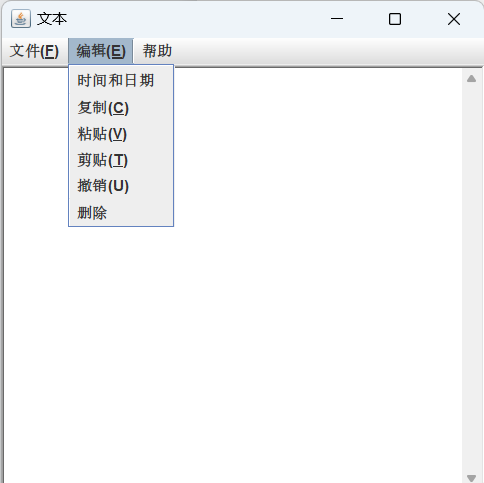 文本
文件(F) 编辑(E) 帮助
时间和日期
复制(C)
粘贴(V)
剪贴(T)
撤销(U)
删除